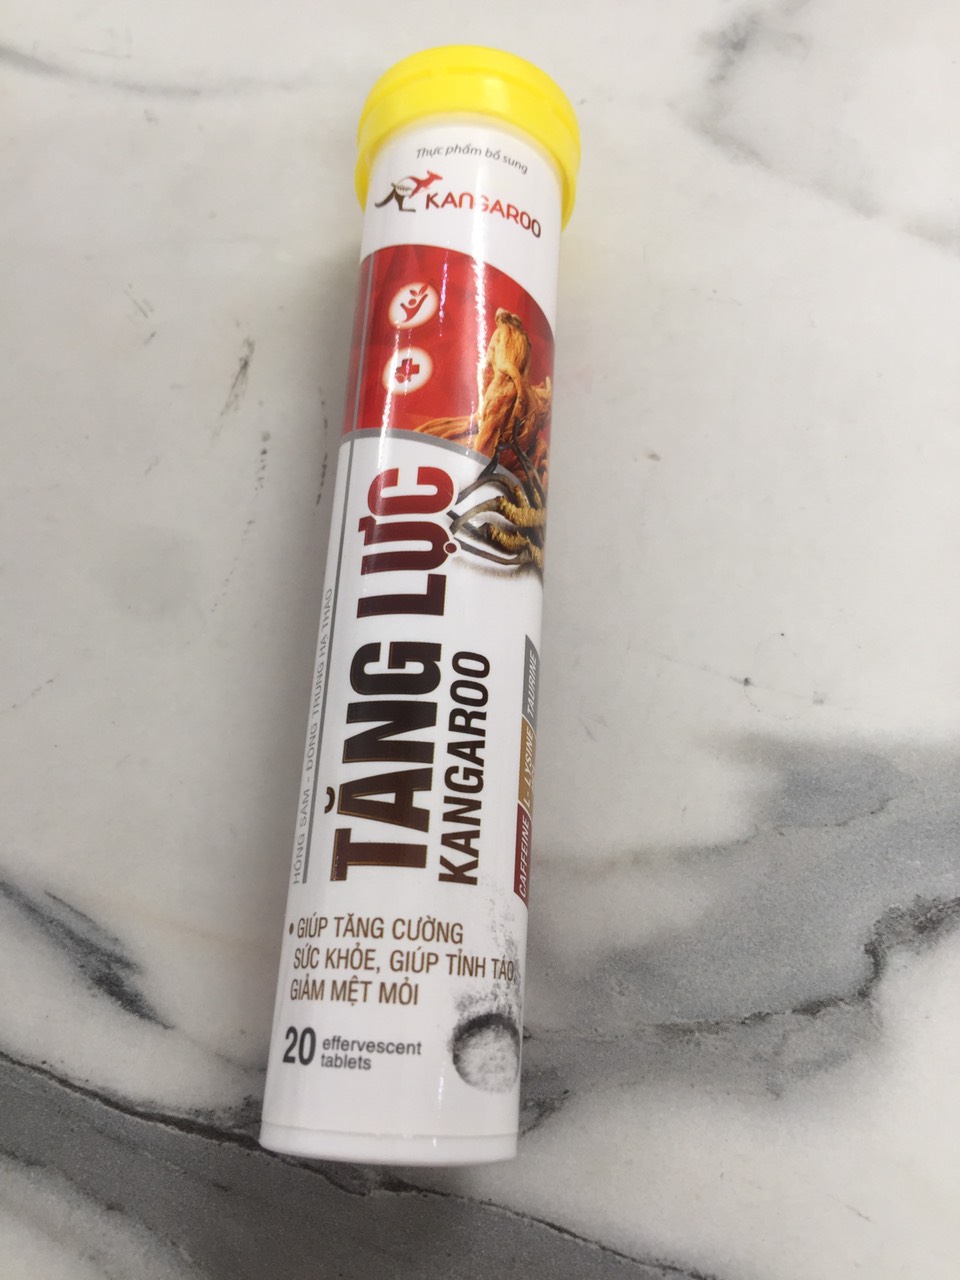 Thực phẩm bổ sung
KANGAROO
HỒNG SÂM - ĐÔNG TRÙNG HẠ THẢO
TĂNG LỰC
KANGAROO
CAFFEINE L- LYSINE TAURINE
• GIÚP TĂNG CƯỜNG
SỨC KHỎE, GIÚP TỈNH TÁO,
GIẢM MỆT MỎI
20 effervescent
tablets